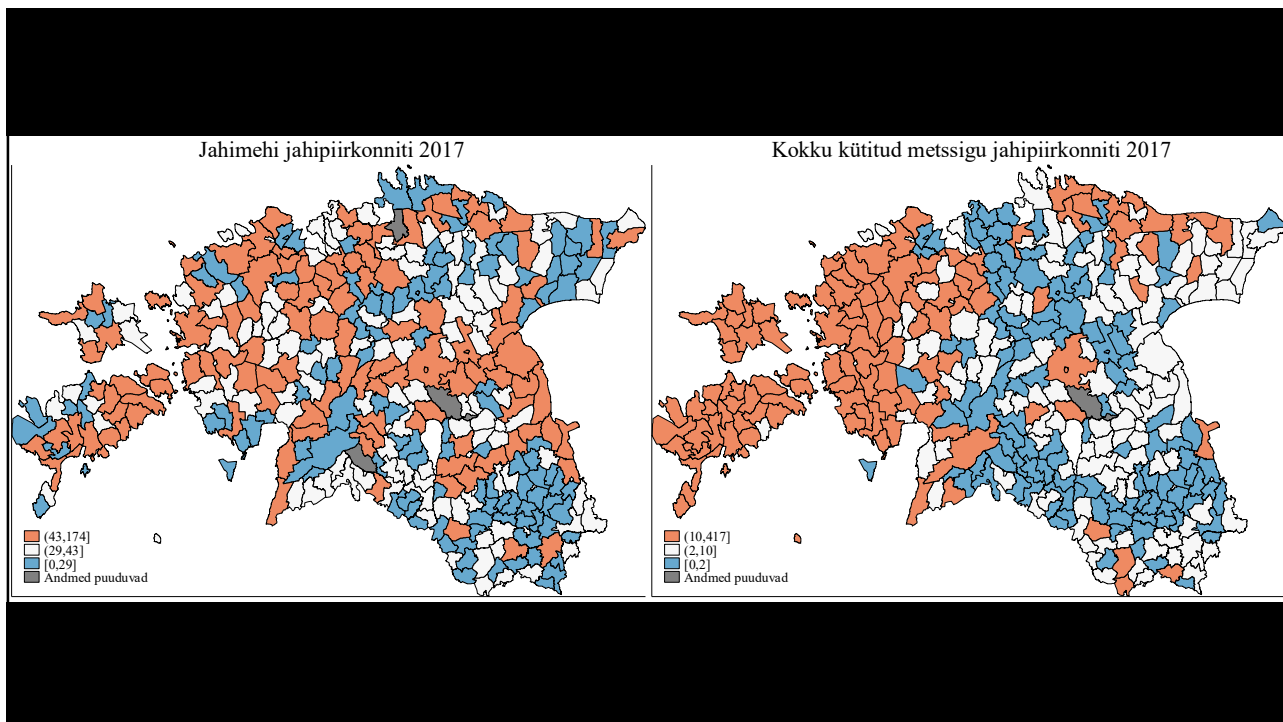 Jahimehi jahipiirkonniti 2017
(43,174]
(29,43]
[0,29]
Andmed puuduvad
Kokku kütitud metssigu jahipiirkonniti 2017
(10,417]
(2,10]
[0,2]
Andmed puuduvad